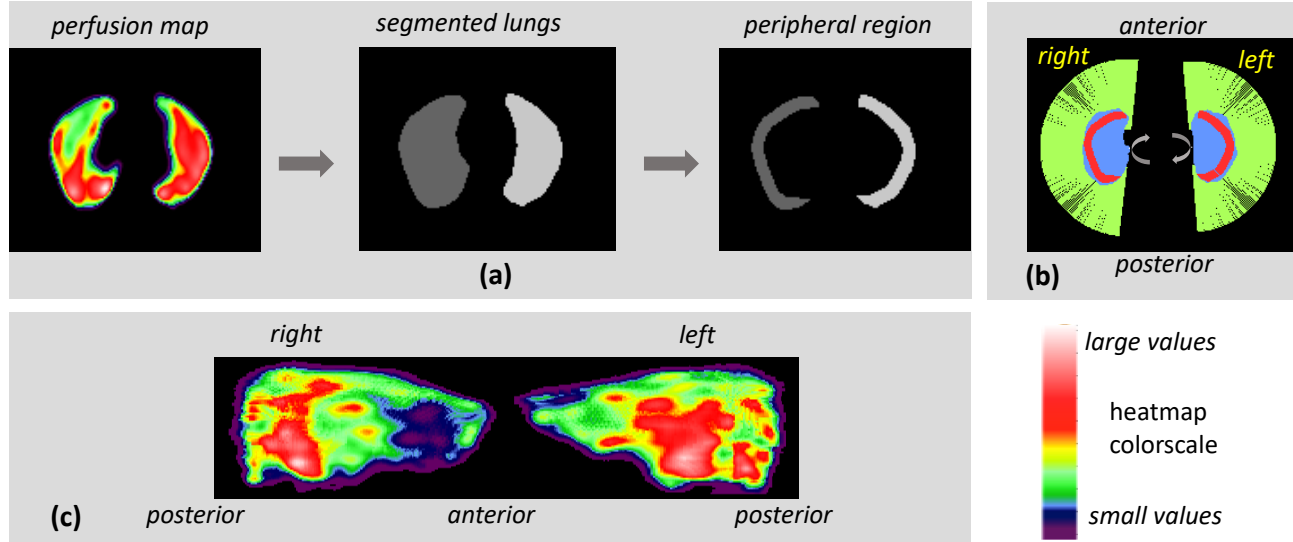 perfusion map
segmented lungs
peripheral region
(a)
anterior
right
left
(b)
posterior
right
left
(c)
posterior
anterior
posterior
large values
heatmap
colorscale
small values